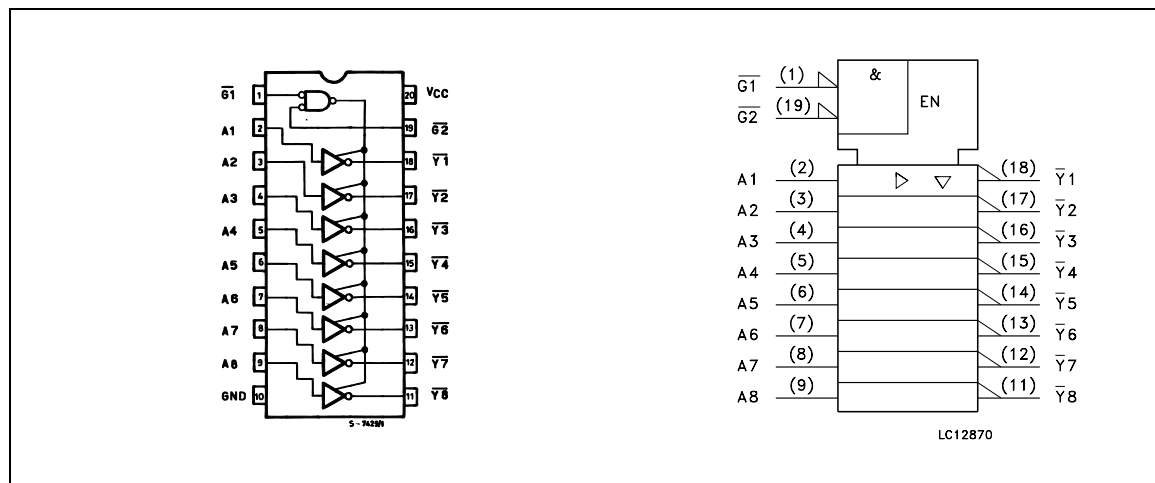 G1 1 20 VCC
A1 2 19 G2
A2 3 18 Y1
A3 4 17 Y2
A4 5 16 Y3
A5 6 15 Y4
A6 7 14 Y5
A7 8 13 Y6
A8 9 12 Y7
GND 10 11 Y8
G1 (1) & EN
G2 (19)
A1 (2) (18) Y1
A2 (3) (17) Y2
A3 (4) (16) Y3
A4 (5) (15) Y4
A5 (6) (14) Y5
A6 (7) (13) Y6
A7 (8) (12) Y7
A8 (9) (11) Y8
LC12870